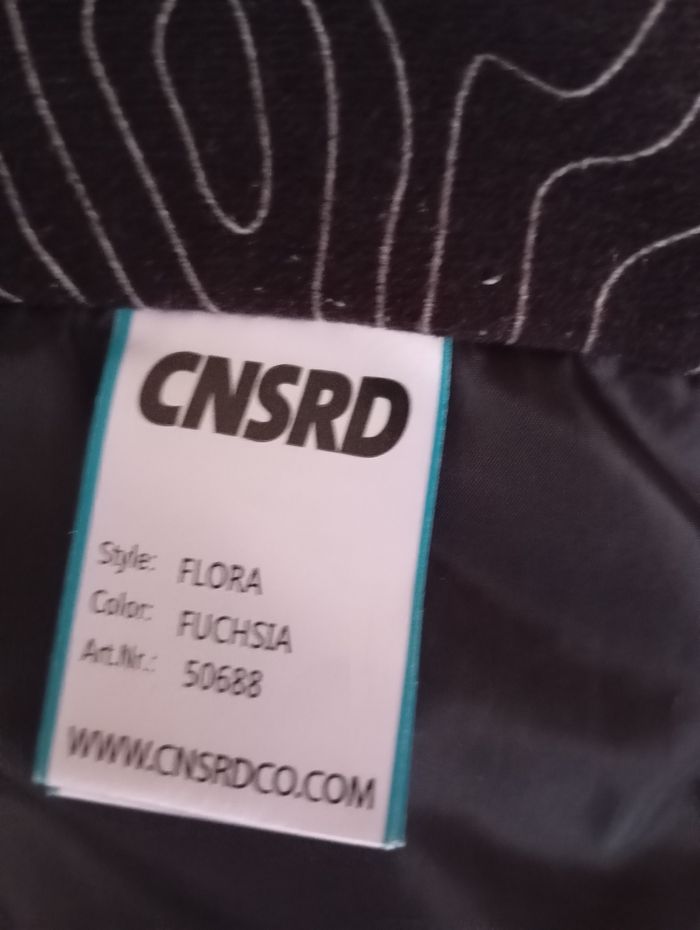 CNSRD
Style: FLORA
Color: FUCHSIA
Art.Nr.: 50688
WWW.CNSRDCO.COM